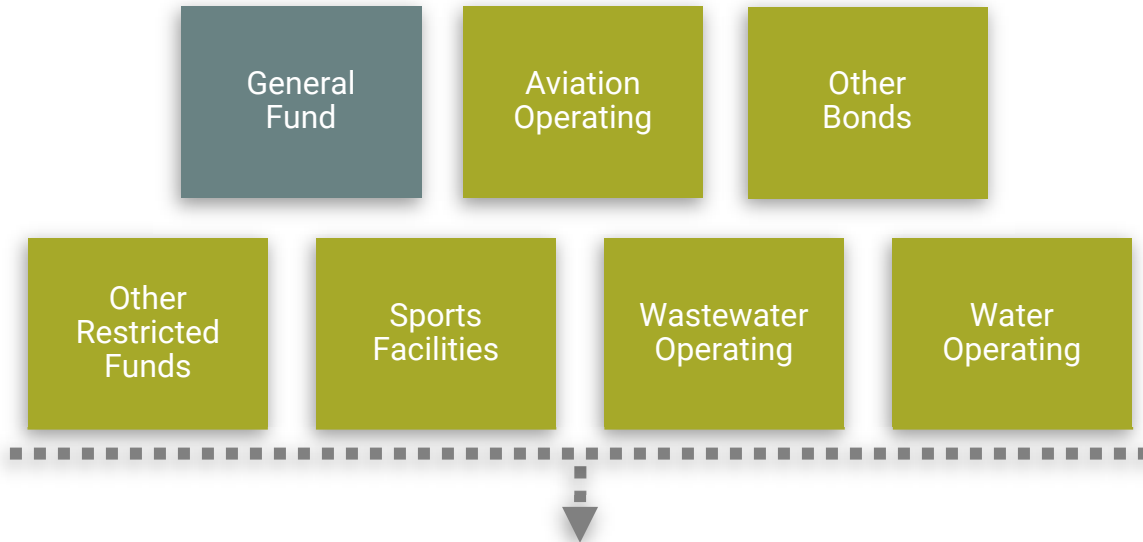 General
Fund
Aviation
Operating
Other
Bonds
Other
Restricted
Funds
Sports
Facilities
Wastewater
Operating
Water
Operating